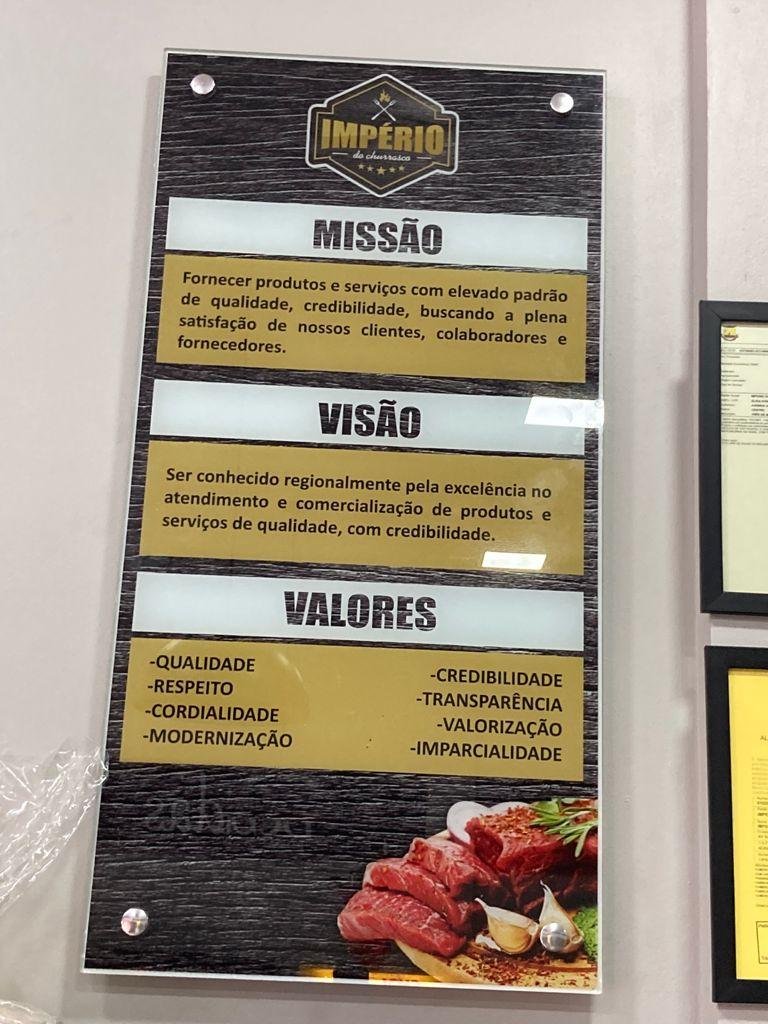 IMPÉRIO
do churrasco
MISSÃO
Fornecer produtos e serviços com elevado padrão
de qualidade, credibilidade, buscando a plena
satisfação de nossos clientes, colaboradores e
fornecedores.
VISÃO
Ser conhecido regionalmente pela excelência no
atendimento e comercialização de produtos e
serviços de qualidade, com credibilidade.
VALORES
-QUALIDADE
-RESPEITO
-CORDIALIDADE
-MODERNIZAÇÃO
-CREDIBILIDADE
-TRANSPARÊNCIA
-VALORIZAÇÃO
-IMPARCIALIDADE